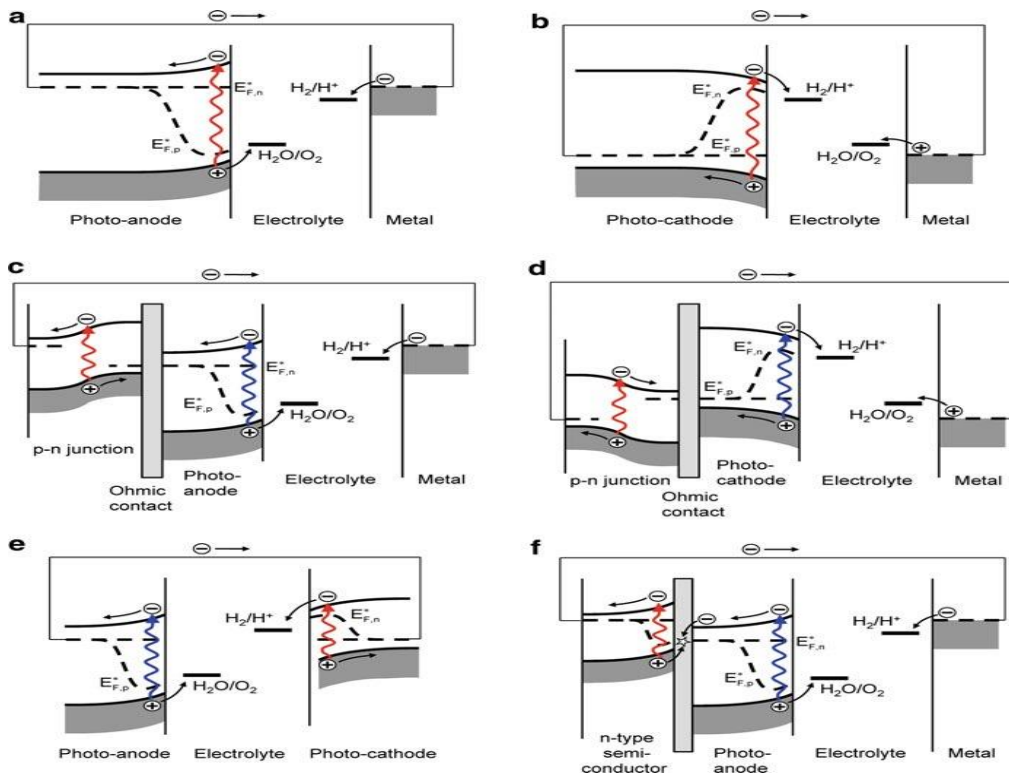 a
⊖ →
⊖
E*F,n
H₂/H⁺
⊖
E*F,p
H₂O/O₂
⊕
Photo-anode Electrolyte Metal
b
⊖ →
⊖
E*F,n
H₂/H⁺
E*F,p
H₂O/O₂
⊕
⊕
Photo-cathode Electrolyte Metal
c
⊖ →
⊖
⊖
H₂/H⁺
⊖
E*F,n
⊕
E*F,p
H₂O/O₂
⊕
p-n junction
Ohmic
contact
Photo-
anode
Electrolyte
Metal
d
⊖ →
⊖
E*F,n
H₂/H⁺
⊖
E*F,p
H₂O/O₂
⊕
⊕
⊕
p-n junction
Ohmic
contact
Photo-
cathode
Electrolyte
Metal
e
⊖ →
⊖
⊖
H₂/H⁺
E*F,n
E*F,p
H₂O/O₂
⊕
⊕
Photo-anode Electrolyte Photo-cathode
f
⊖ →
⊖
⊖
⊖
H₂/H⁺
⊖
E*F,n
⊕
E*F,p
H₂O/O₂
⊕
n-type
semi-
conductor
Photo-
anode
Electrolyte
Metal